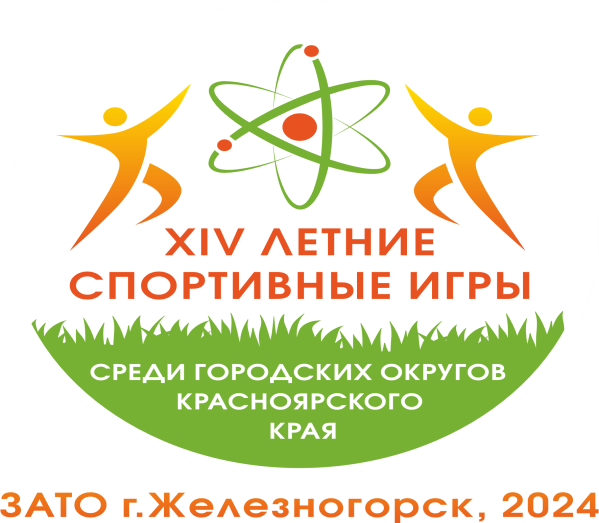 XIV ЛЕТНИЕ
СПОРТИВНЫЕ ИГРЫ
СРЕДИ ГОРОДСКИХ ОКРУГОВ
КРАСНОЯРСКОГО
КРАЯ
ЗАТО г.Железногорск, 2024